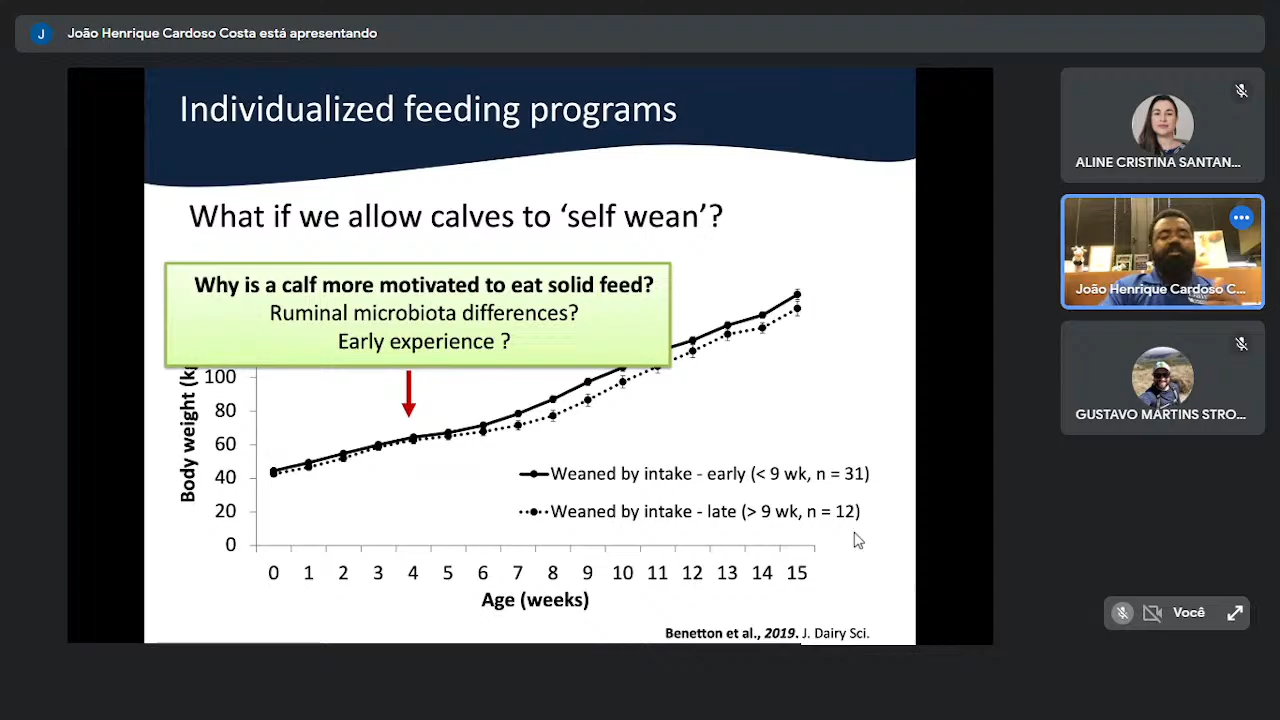 João Henrique Cardoso Costa está apresentando
J
Individualized feeding programs
What if we allow calves to ‘self wean’?
Why is a calf more motivated to eat solid feed?
Ruminal microbiota differences?
Early experience ?
Body weight (kg
100
80
60
40
20
0
Weaned by intake - early (< 9 wk, n = 31)
Weaned by intake - late (> 9 wk, n = 12)
0 1 2 3 4 5 6 7 8 9 10 11 12 13 14 15
Age (weeks)
Benetton et al., 2019. J. Dairy Sci.
ALINE CRISTINA SANTAN...
João Henrique Cardoso C...
GUSTAVO MARTINS STRO...
Você